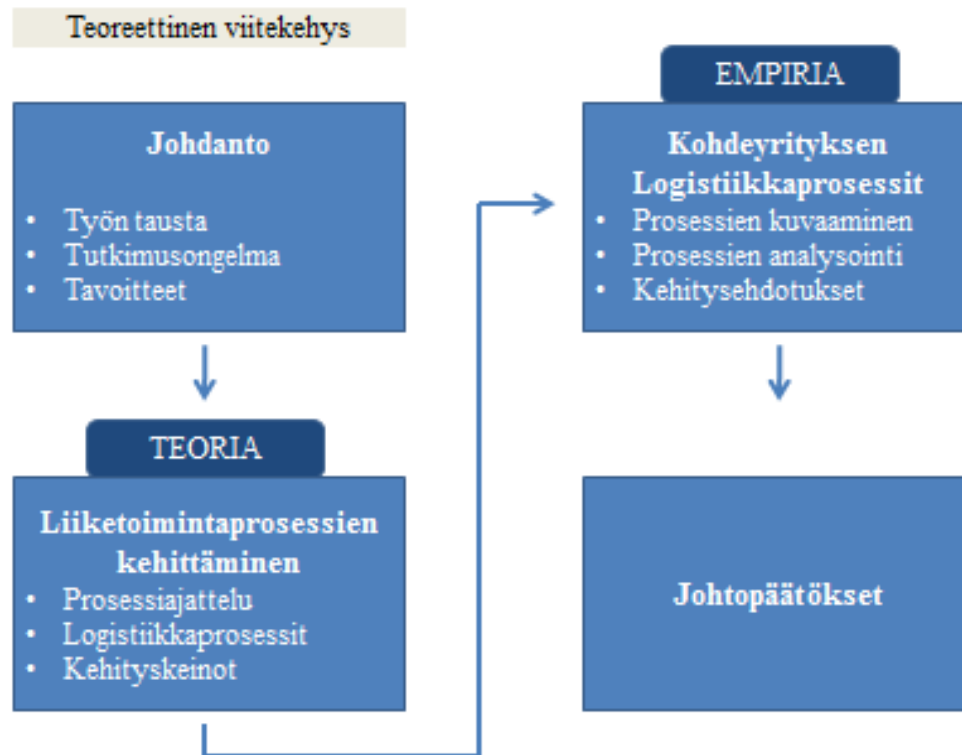 Teoreettinen viitekehys
Johdanto
• Työn tausta
• Tutkimusongelma
• Tavoitteet
TEORIA
Liiketoimintaprosessien
kehittäminen
• Prosessiajattelu
• Logistiikkaprosessit
• Kehityskeinot
EMPIRIA
Kohdeyrityksen
Logistiikkaprosessit
• Prosessien kuvaaminen
• Prosessien analysointi
• Kehitysehdotukset
Johtopäätökset